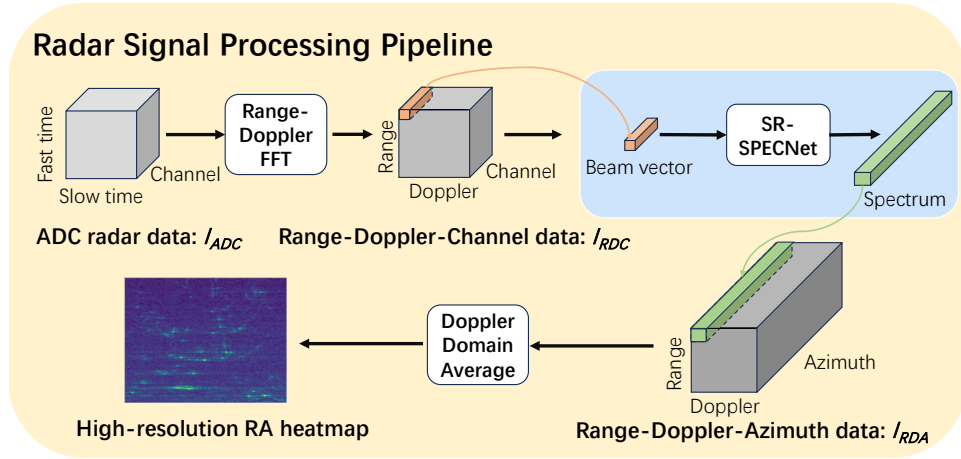 Radar Signal Processing Pipeline
Fast time
Slow time
Channel
Range-
Doppler
FFT
Range
Doppler
Channel
Beam vector
SR-
SPECNet
Spectrum
ADC radar data: I_ADC
Range-Doppler-Channel data: I_RDC
High-resolution RA heatmap
Doppler
Domain
Average
Range
Doppler
Azimuth
Range-Doppler-Azimuth data: I_RDA